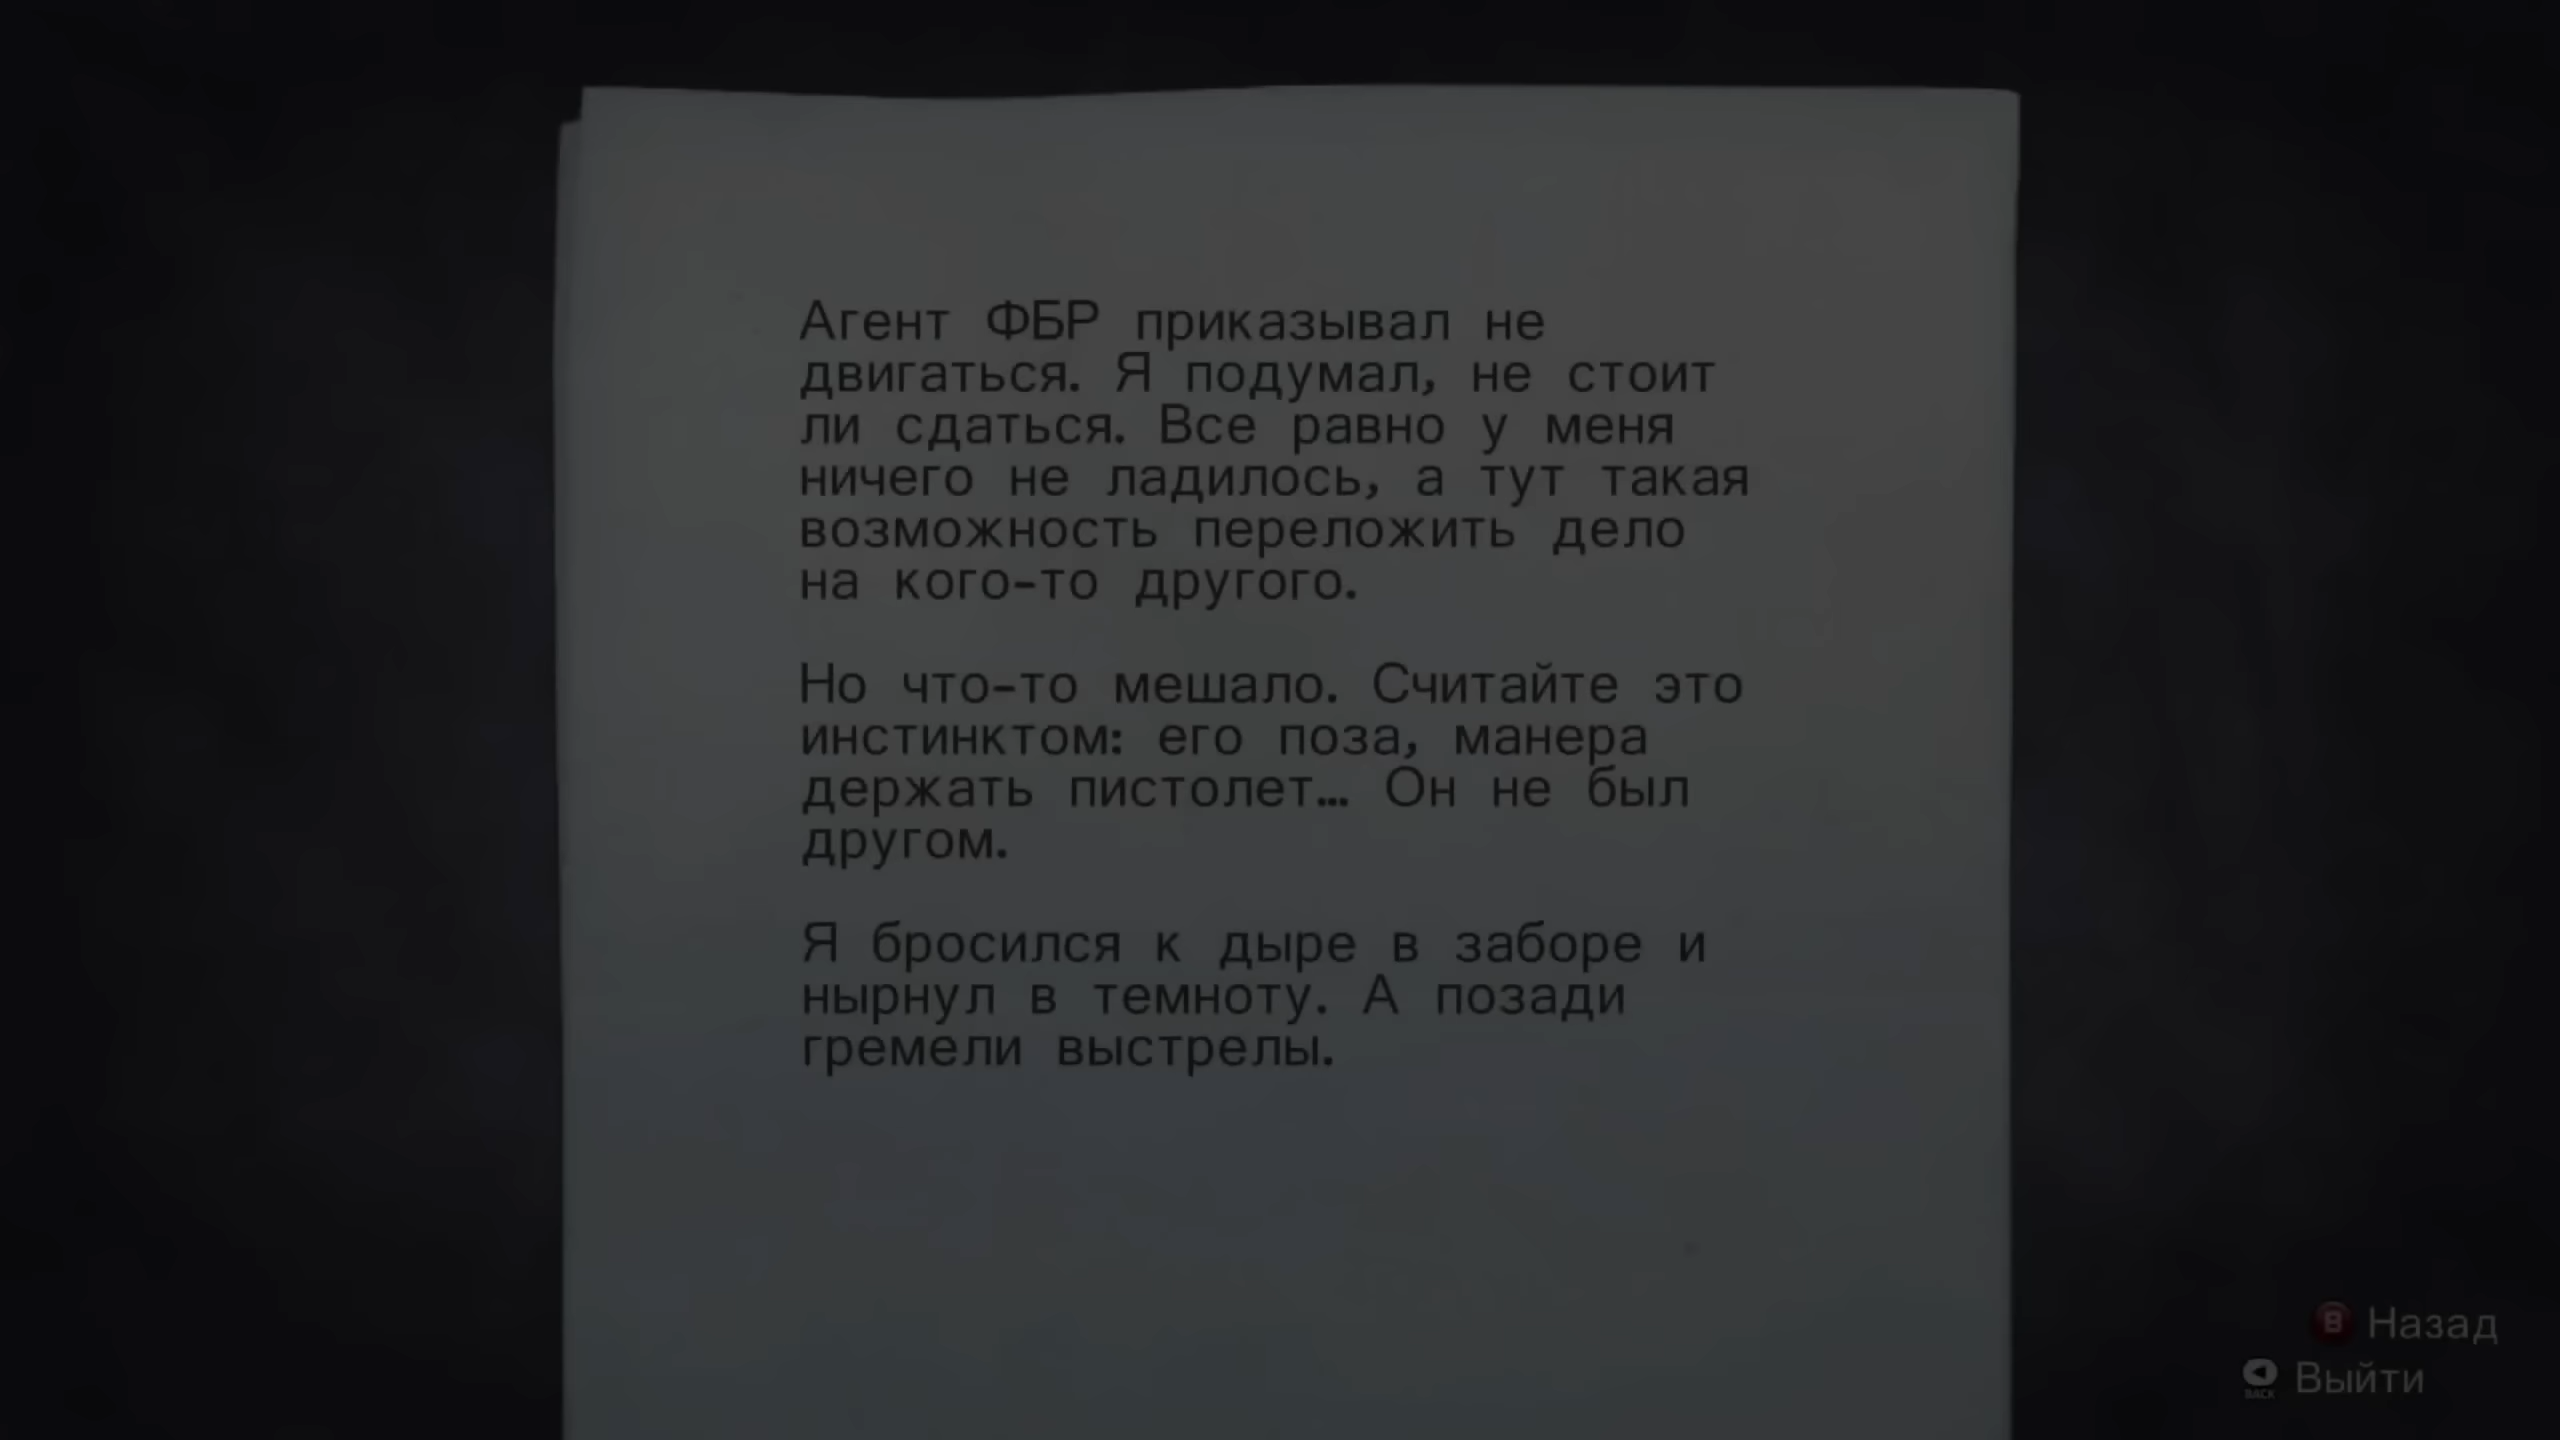 Агент ФБР приказывал не
двигаться. Я подумал, не стоит
ли сдаться. Все равно у меня
ничего не ладилось, а тут такая
возможность переложить дело
на кого-то другого.
Но что-то мешало. Считайте это
инстинктом: его поза, манера
держать пистолет... Он не был
другом.
Я бросился к дыре в заборе и
нырнул в темноту. А позади
гремели выстрелы.
B Назад
BACK Выйти